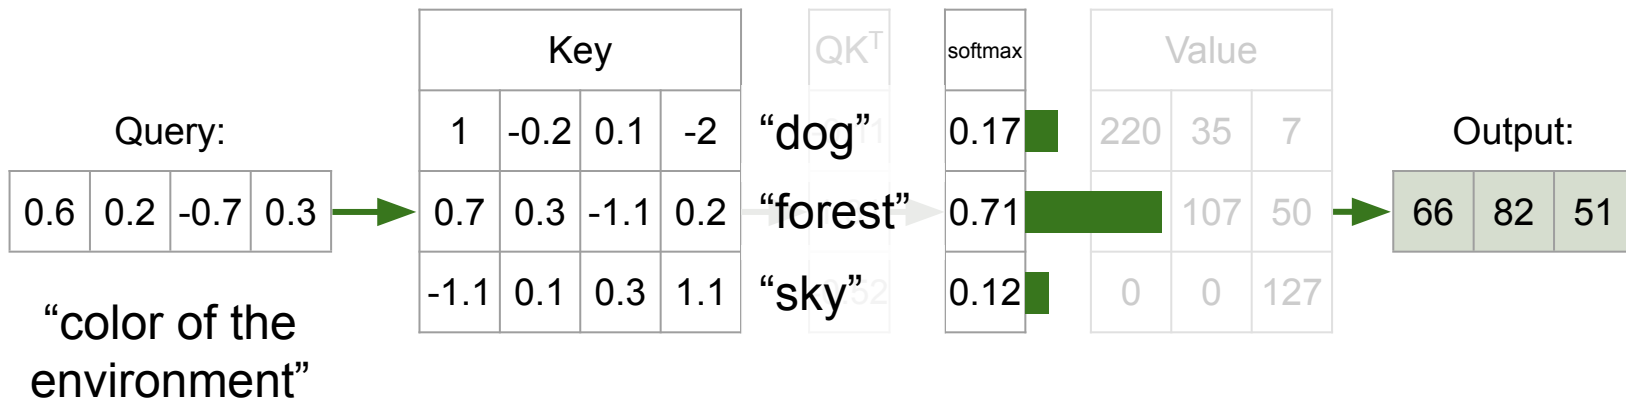 Key QKᵀ softmax Value
Query: 1 -0.2 0.1 -2 “dog” 0.17 220 35 7 Output:
0.6 0.2 -0.7 0.3 0.7 0.3 -1.1 0.2 “forest” 0.71 107 50 66 82 51
-1.1 0.1 0.3 1.1 “sky” 0.12 0 0 127
“color of the
environment”